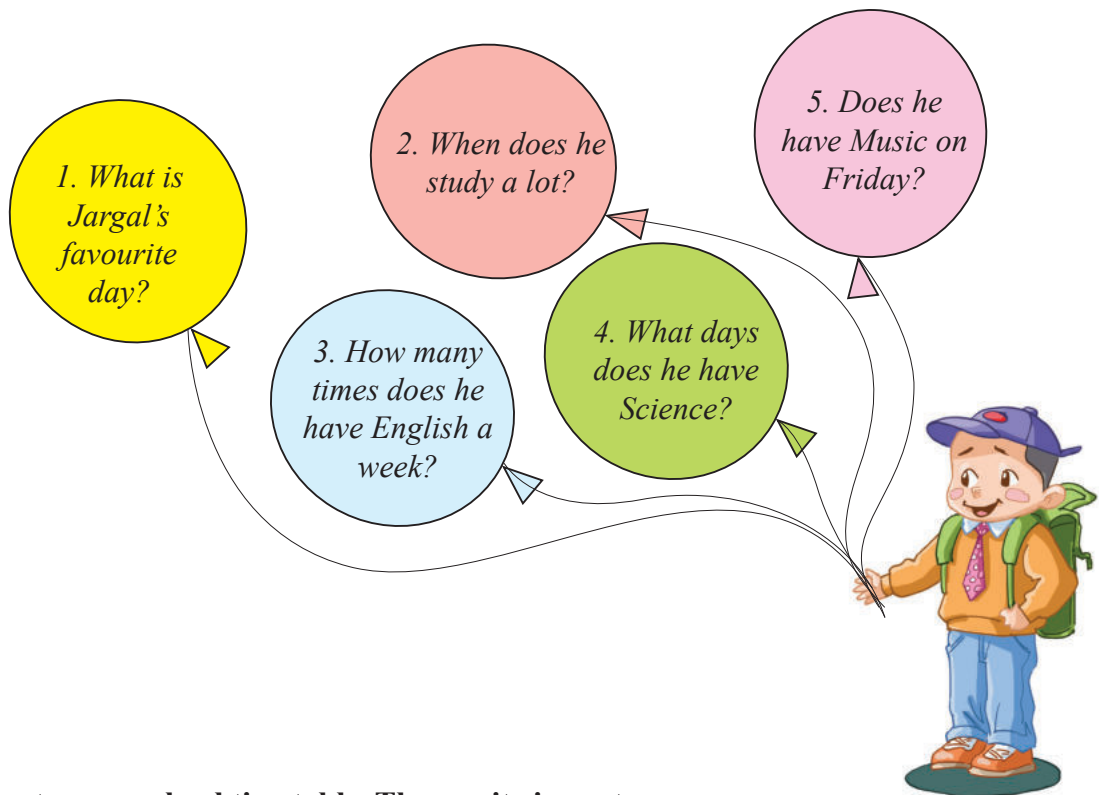 1. What is
Jargal’s
favourite
day?
2. When does he
study a lot?
3. How many
times does he
have English a
week?
4. What days
does he have
Science?
5. Does he
have Music on
Friday?